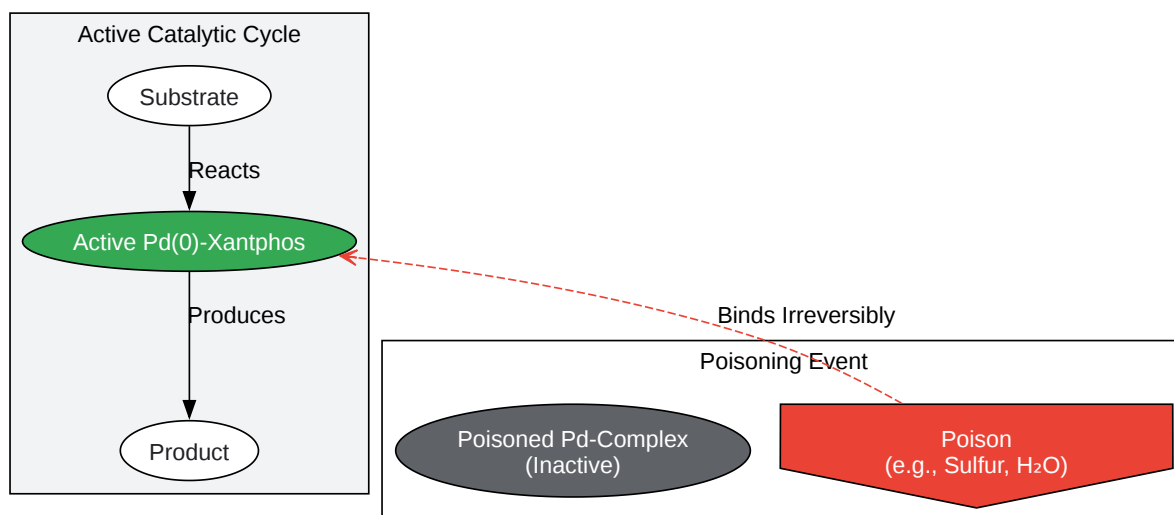 Active Catalytic Cycle
Substrate
Reacts
Active Pd(0)-Xantphos
Produces
Product
Binds Irreversibly
Poisoning Event
Poisoned Pd-Complex
(Inactive)
Poison
(e.g., Sulfur, H₂O)